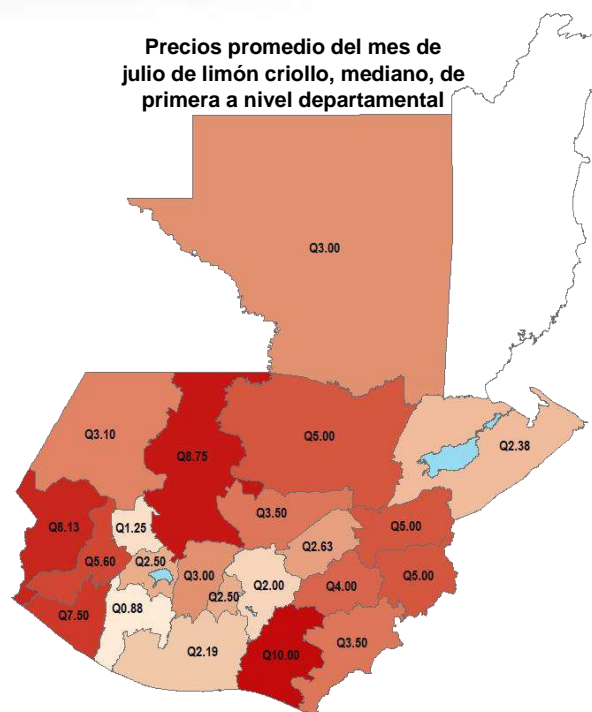 Precios promedio del mes de
julio de limón criollo, mediano, de
primera a nivel departamental
Q3.00
Q3.10
Q8.75
Q5.00
Q2.38
Q8.13
Q1.25
Q3.50
Q5.00
Q5.60
Q2.50
Q3.00
Q2.63
Q5.00
Q7.50
Q0.88
Q2.50
Q2.00
Q4.00
Q2.19
Q10.00
Q3.50